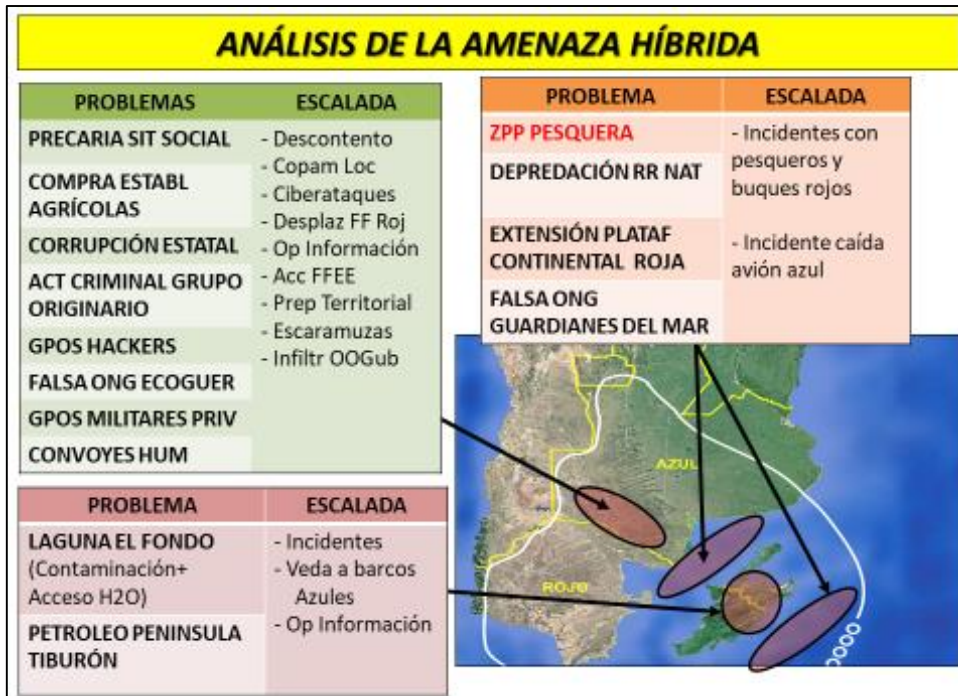 ANÁLISIS DE LA AMENAZA HÍBRIDA
PROBLEMAS
ESCALADA
PRECARIA SIT SOCIAL
COMPRA ESTABL
AGRÍCOLAS
CORRUPCIÓN ESTATAL
ACT CRIMINAL GRUPO
ORIGINARIO
GPOS HACKERS
FALSA ONG ECOGUER
GPOS MILITARES PRIV
CONVOYES HUM
- Descontento
- Copam Loc
- Ciberataques
- Desplaz FF Roj
- Op Información
- Acc FFEE
- Prep Territorial
- Escaramuzas
- Infiltr OOGub
PROBLEMA
ESCALADA
ZPP PESQUERA
DEPREDACIÓN RR NAT
EXTENSIÓN PLATAF
CONTINENTAL ROJA
FALSA ONG
GUARDIANES DEL MAR
- Incidentes con
pesqueros y
buques rojos
- Incidente caída
avión azul
PROBLEMA
ESCALADA
LAGUNA EL FONDO
(Contaminación+
Acceso H2O)
PETROLEO PENINSULA
TIBURÓN
- Incidentes
- Veda a barcos
Azules
- Op Información
AZUL
ROJO
0000